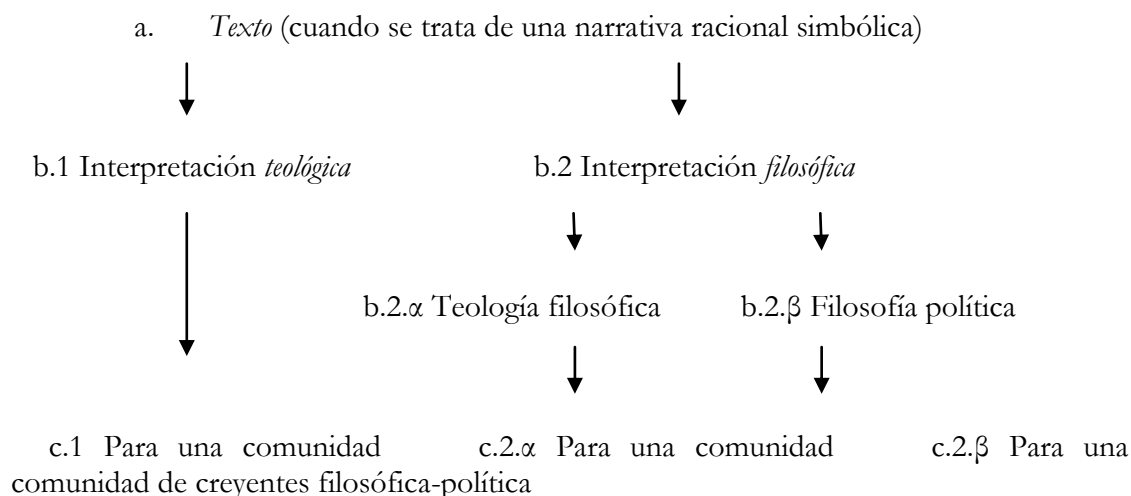 a. Texto (cuando se trata de una narrativa racional simbólica)
b.1 Interpretación teológica b.2 Interpretación filosófica
b.2.α Teología filosófica b.2.β Filosofía política
c.1 Para una comunidad c.2.α Para una comunidad c.2.β Para una
comunidad de creyentes filosófica-política